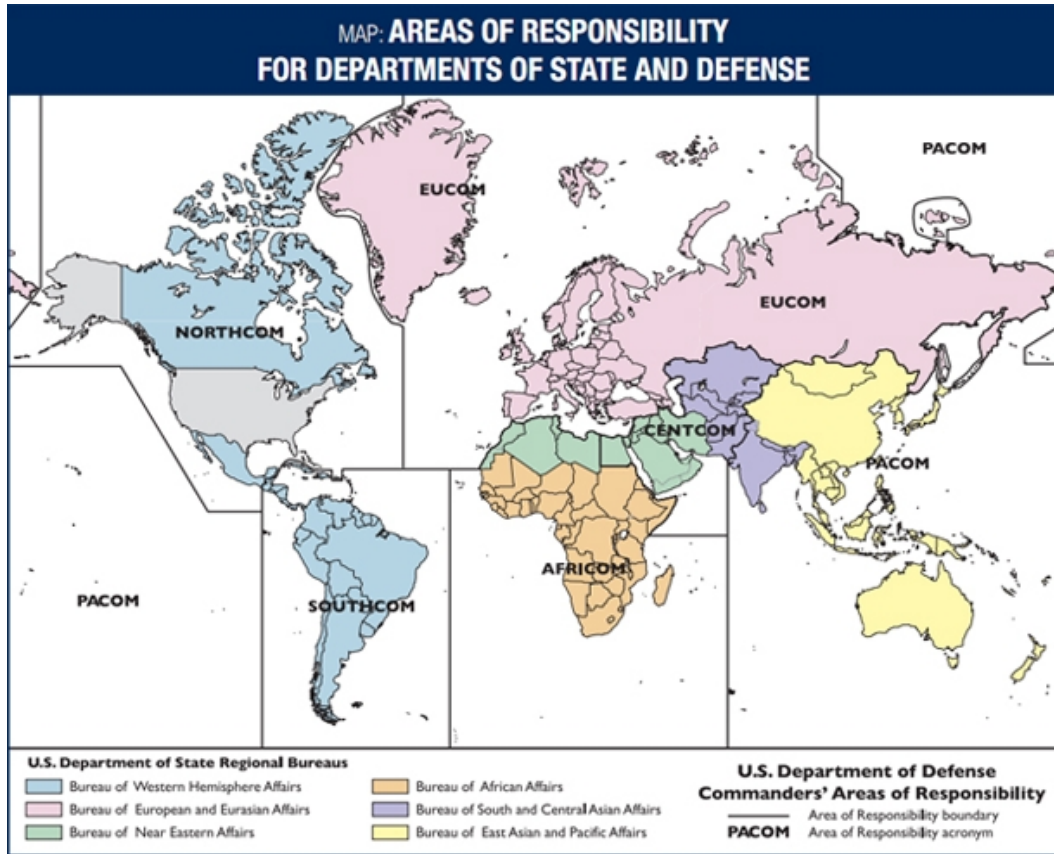 MAP: AREAS OF RESPONSIBILITY
FOR DEPARTMENTS OF STATE AND DEFENSE
PACOM
EUCOM
EUCOM
NORTHCOM
CENTCOM
PACOM
AFRICOM
PACOM
SOUTHCOM
U.S. Department of State Regional Bureaus
Bureau of Western Hemisphere Affairs
Bureau of European and Eurasian Affairs
Bureau of Near Eastern Affairs
Bureau of African Affairs
Bureau of South and Central Asian Affairs
Bureau of East Asian and Pacific Affairs
U.S. Department of Defense
Commanders' Areas of Responsibility
Area of Responsibility boundary
PACOM Area of Responsibility acronym